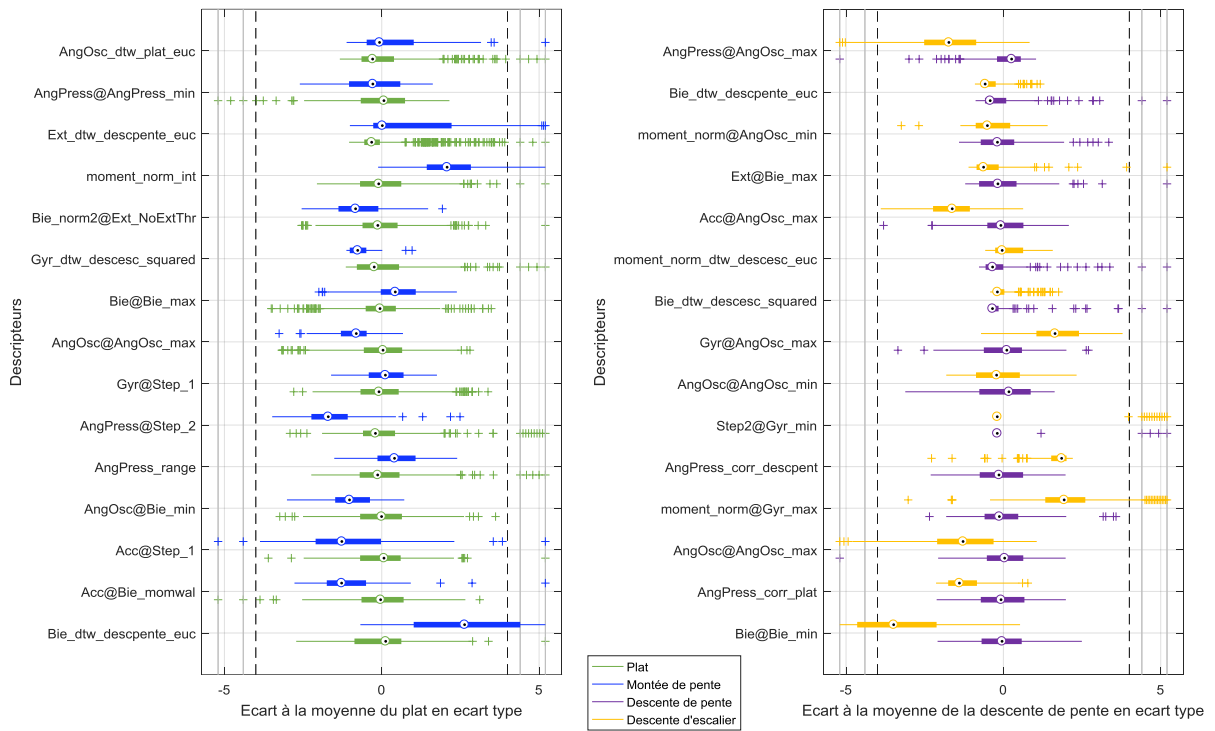 AngOsc_dtw_plat_euc
AngPress@AngPress_min
Ext_dtw_descpente_euc
moment_norm_int
Bie_norm2@Ext_NoExtThr
Gyr_dtw_descesc_squared
Bie@Bie_max
AngOsc@AngOsc_max
Gyr@Step_1
AngPress@Step_2
AngPress_range
AngOsc@Bie_min
Acc@Step_1
Acc@Bie_momwal
Bie_dtw_descpente_euc
Descripteurs
-5 0 5
Ecart à la moyenne du plat en ecart type
AngPress@AngOsc_max
Bie_dtw_descpente_euc
moment_norm@AngOsc_min
Ext@Bie_max
Acc@AngOsc_max
moment_norm_dtw_descesc_euc
Bie_dtw_descesc_squared
Gyr@AngOsc_max
AngOsc@AngOsc_min
Step2@Gyr_min
AngPress_corr_descpent
moment_norm@Gyr_max
AngOsc@AngOsc_max
AngPress_corr_plat
Bie@Bie_min
Descripteurs
-5 0 5
Ecart à la moyenne de la descente de pente en ecart type
Plat
Montée de pente
Descente de pente
Descente d'escalier